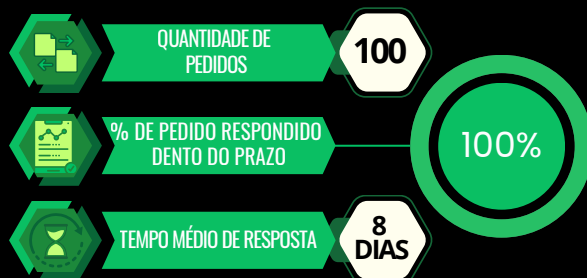 QUANTIDADE DE
PEDIDOS
100
% DE PEDIDO RESPONDIDO
DENTO DO PRAZO
100%
TEMPO MÉDIO DE RESPOSTA
8
DIAS